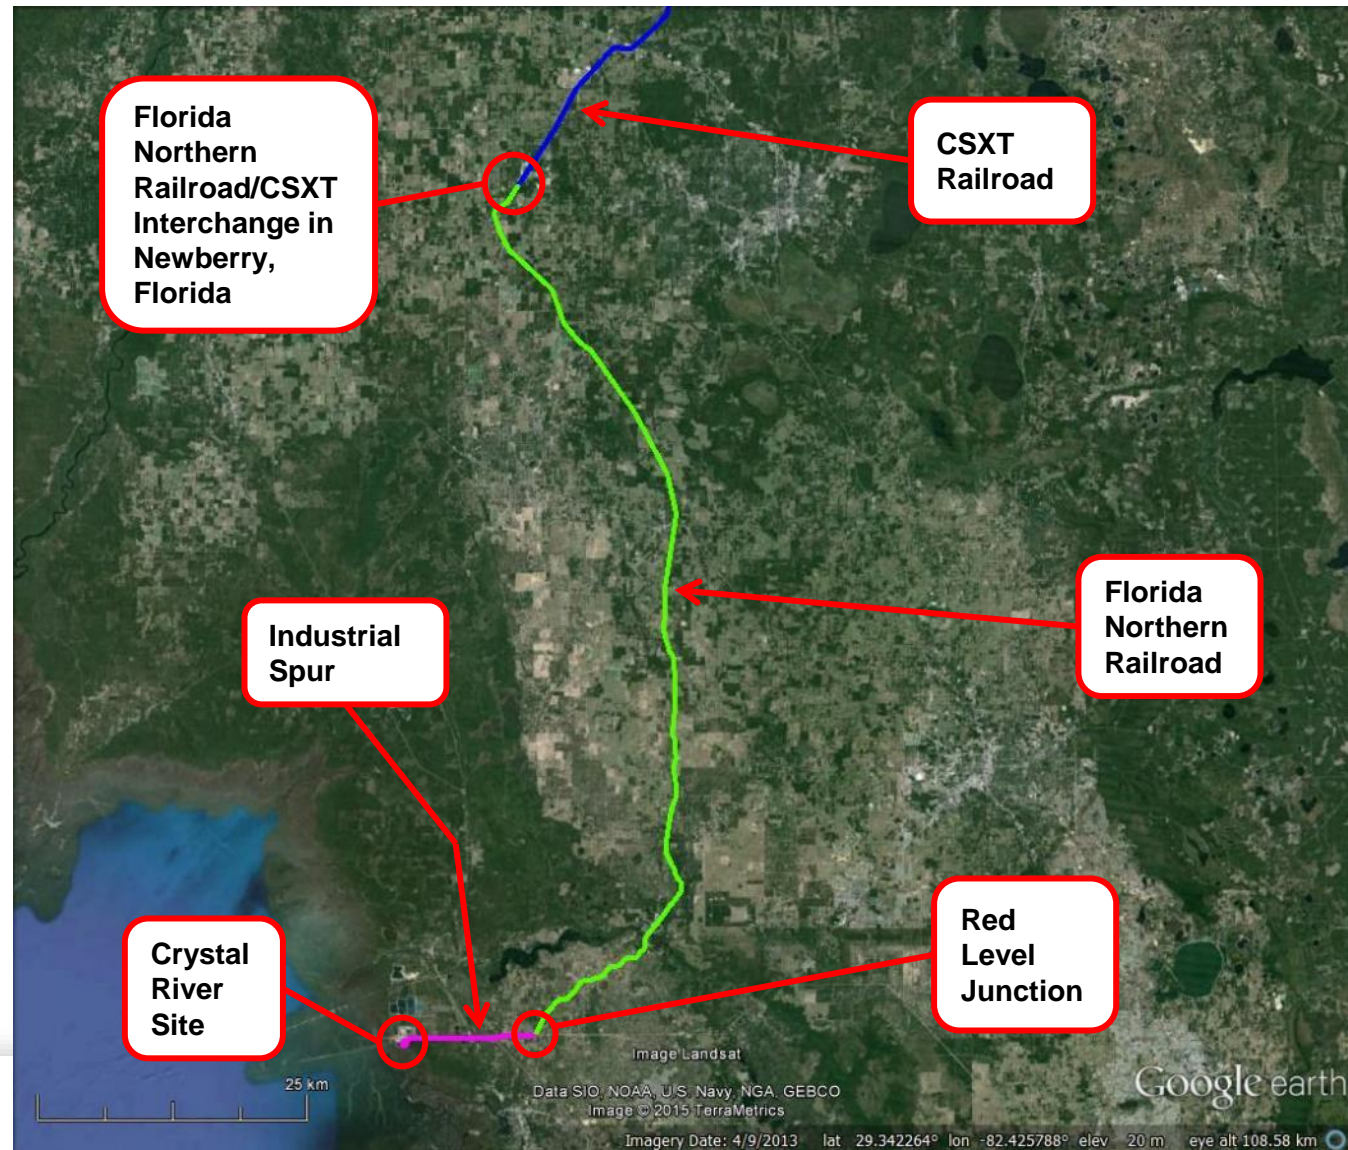 Florida
Northern
Railroad/CSXT
Interchange in
Newberry,
Florida
CSXT
Railroad
Industrial
Spur
Florida
Northern
Railroad
Crystal
River
Site
Red
Level
Junction
25 km
Image Landsat
Data SIO, NOAA, U.S. Navy, NGA, GEBCO
Image © 2015 TerraMetrics
Google earth
Imagery Date: 4/9/2013 lat 29.342264° lon -82.425788° elev 20 m eye alt 108.58 km